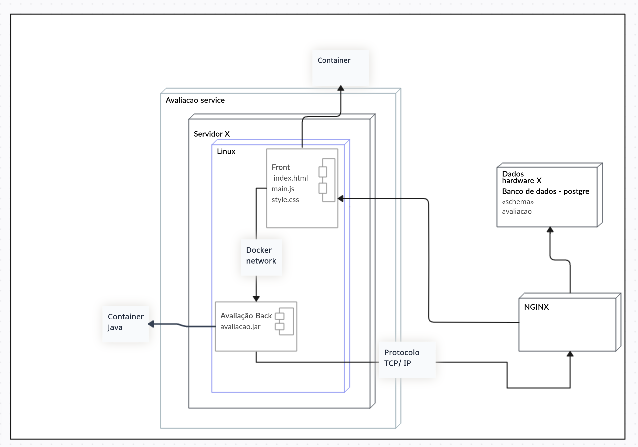 Container
Avaliacao service
Servidor X
Linux
Front
index.html
main.js
style.css
Docker
network
Avaliação Back
avaliacao.jar
Container
Java
Protocolo
TCP/ IP
Dados
hardware X
Banco de dados - postgre
«schema»
avaliacao
NGINX